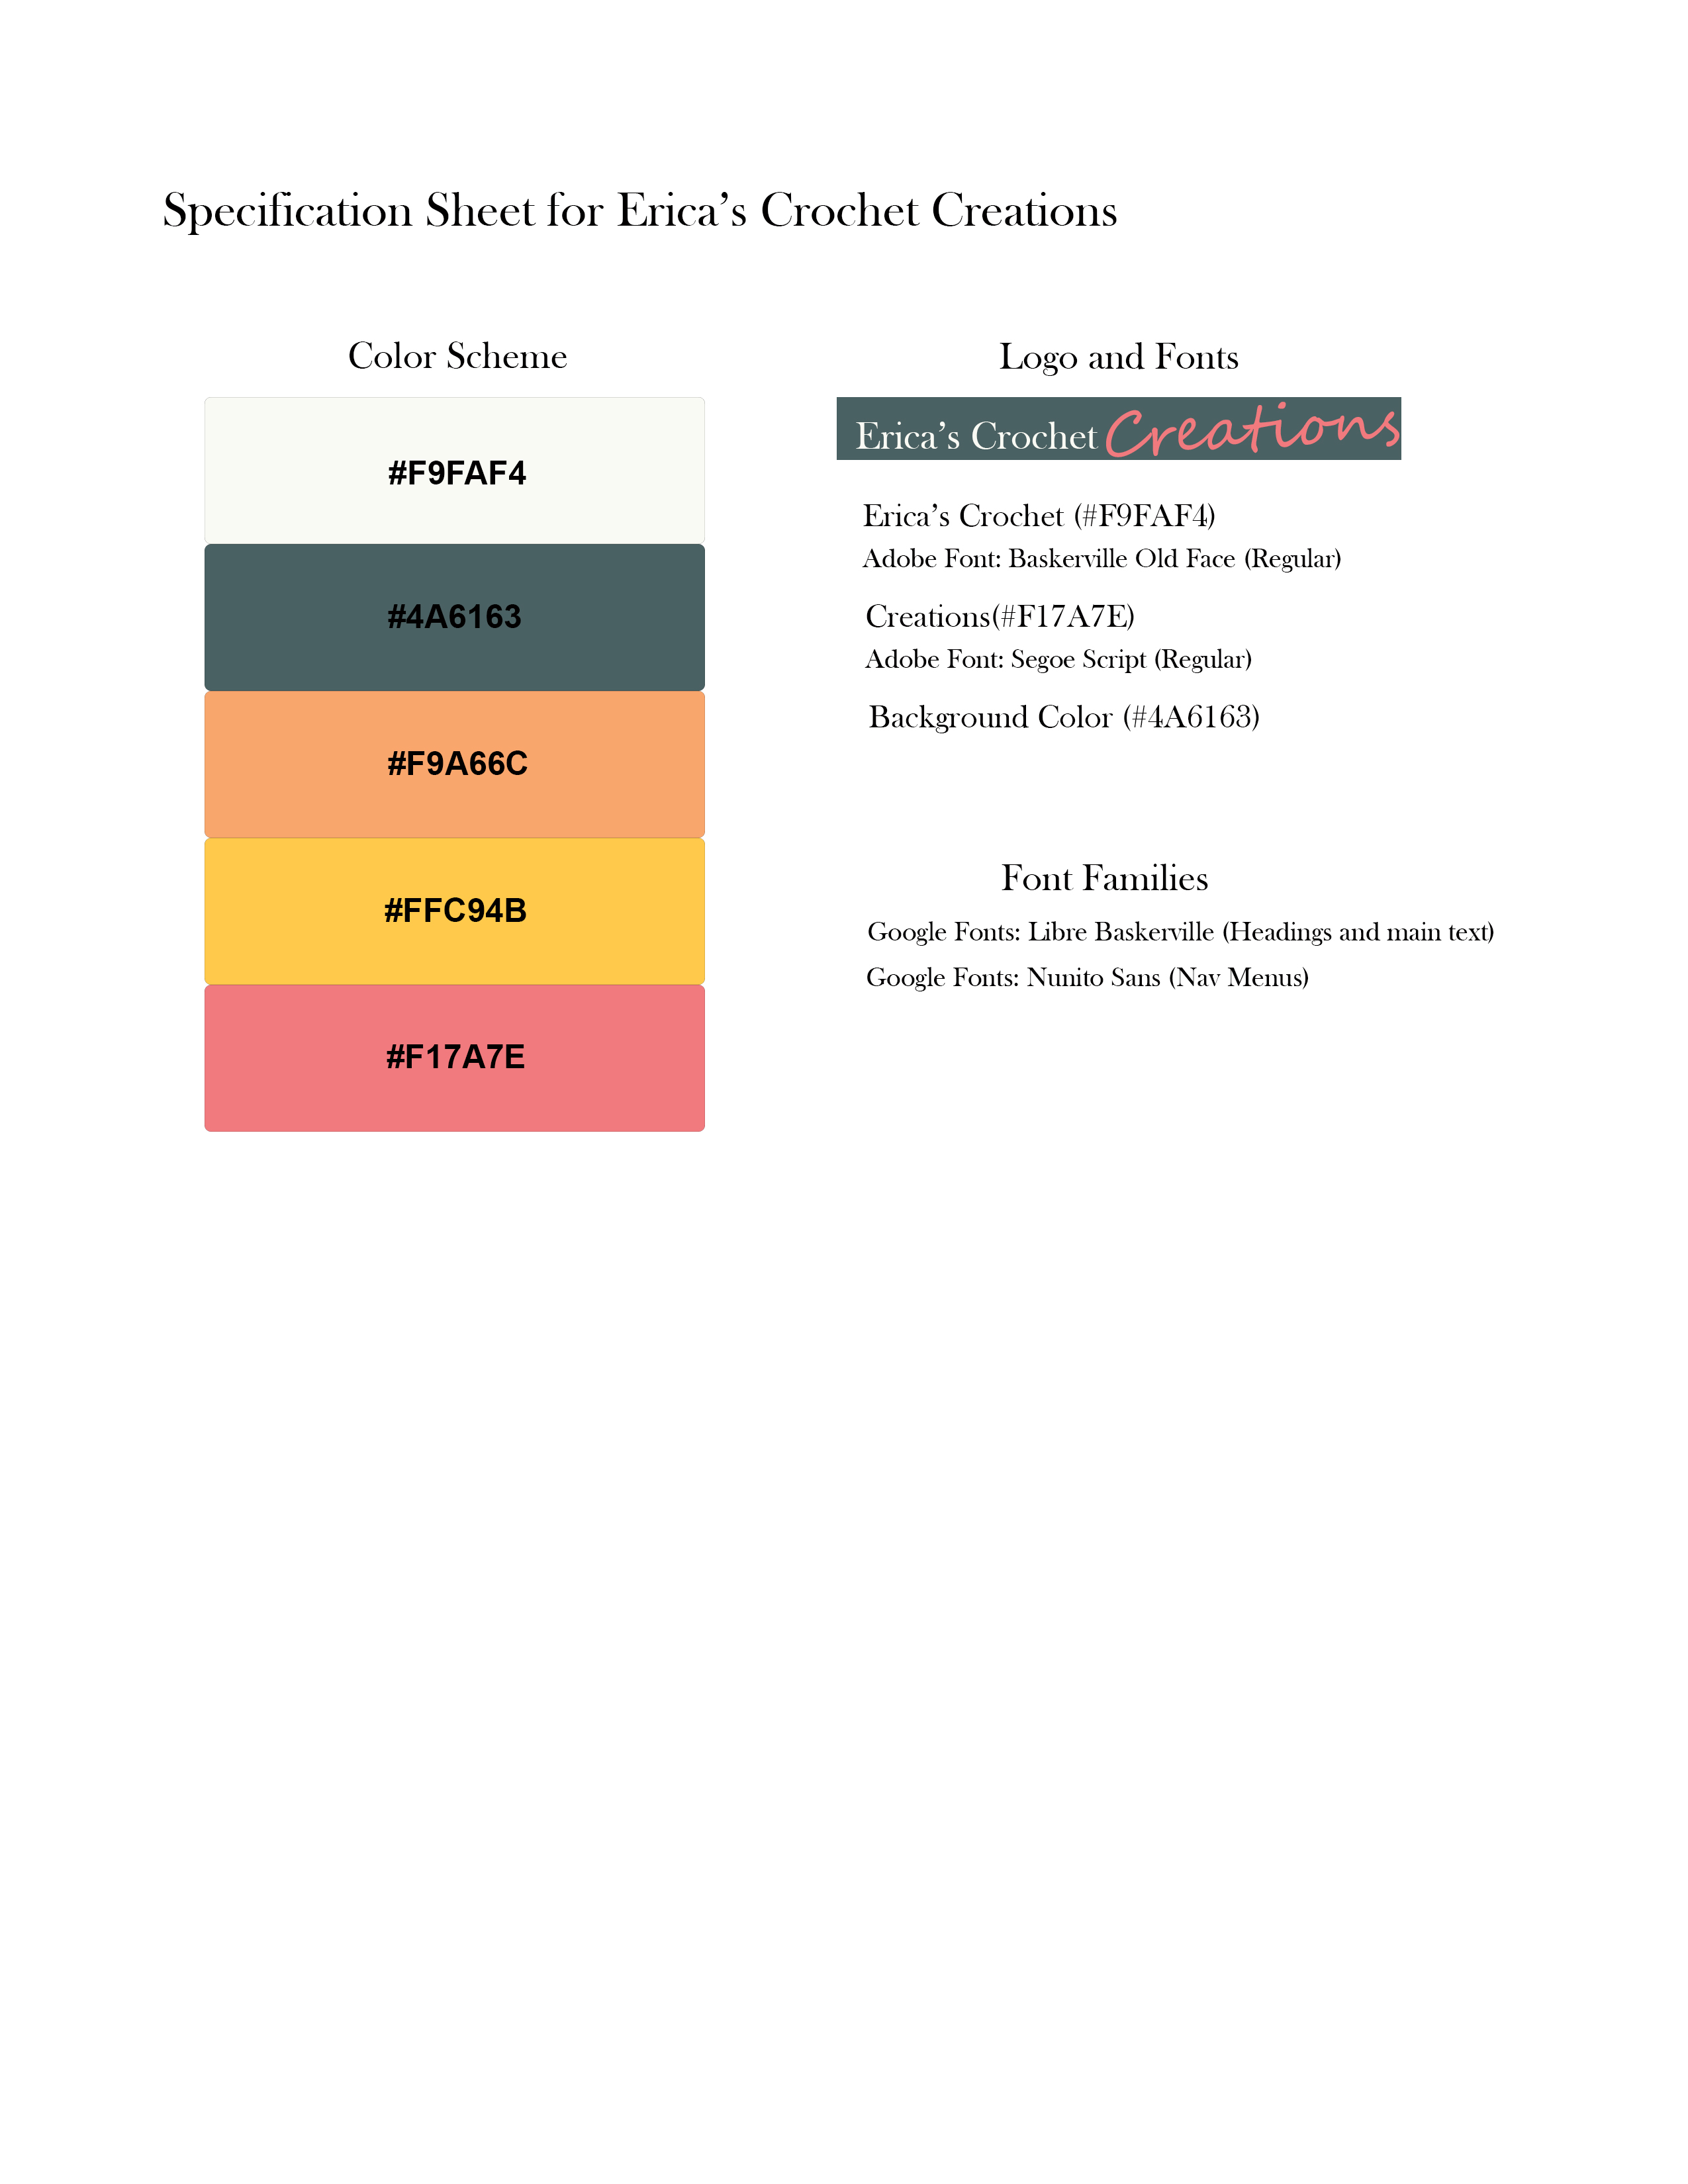 Specification Sheet for Erica’s Crochet Creations
Color Scheme
#F9FAF4
#4A6163
#F9A66C
#FFC94B
#F17A7E
Logo and Fonts
Erica’s Crochet Creations
Erica’s Crochet (#F9FAF4)
Adobe Font: Baskerville Old Face (Regular)
Creations(#F17A7E)
Adobe Font: Segoe Script (Regular)
Background Color (#4A6163)
Font Families
Google Fonts: Libre Baskerville (Headings and main text)
Google Fonts: Nunito Sans (Nav Menus)